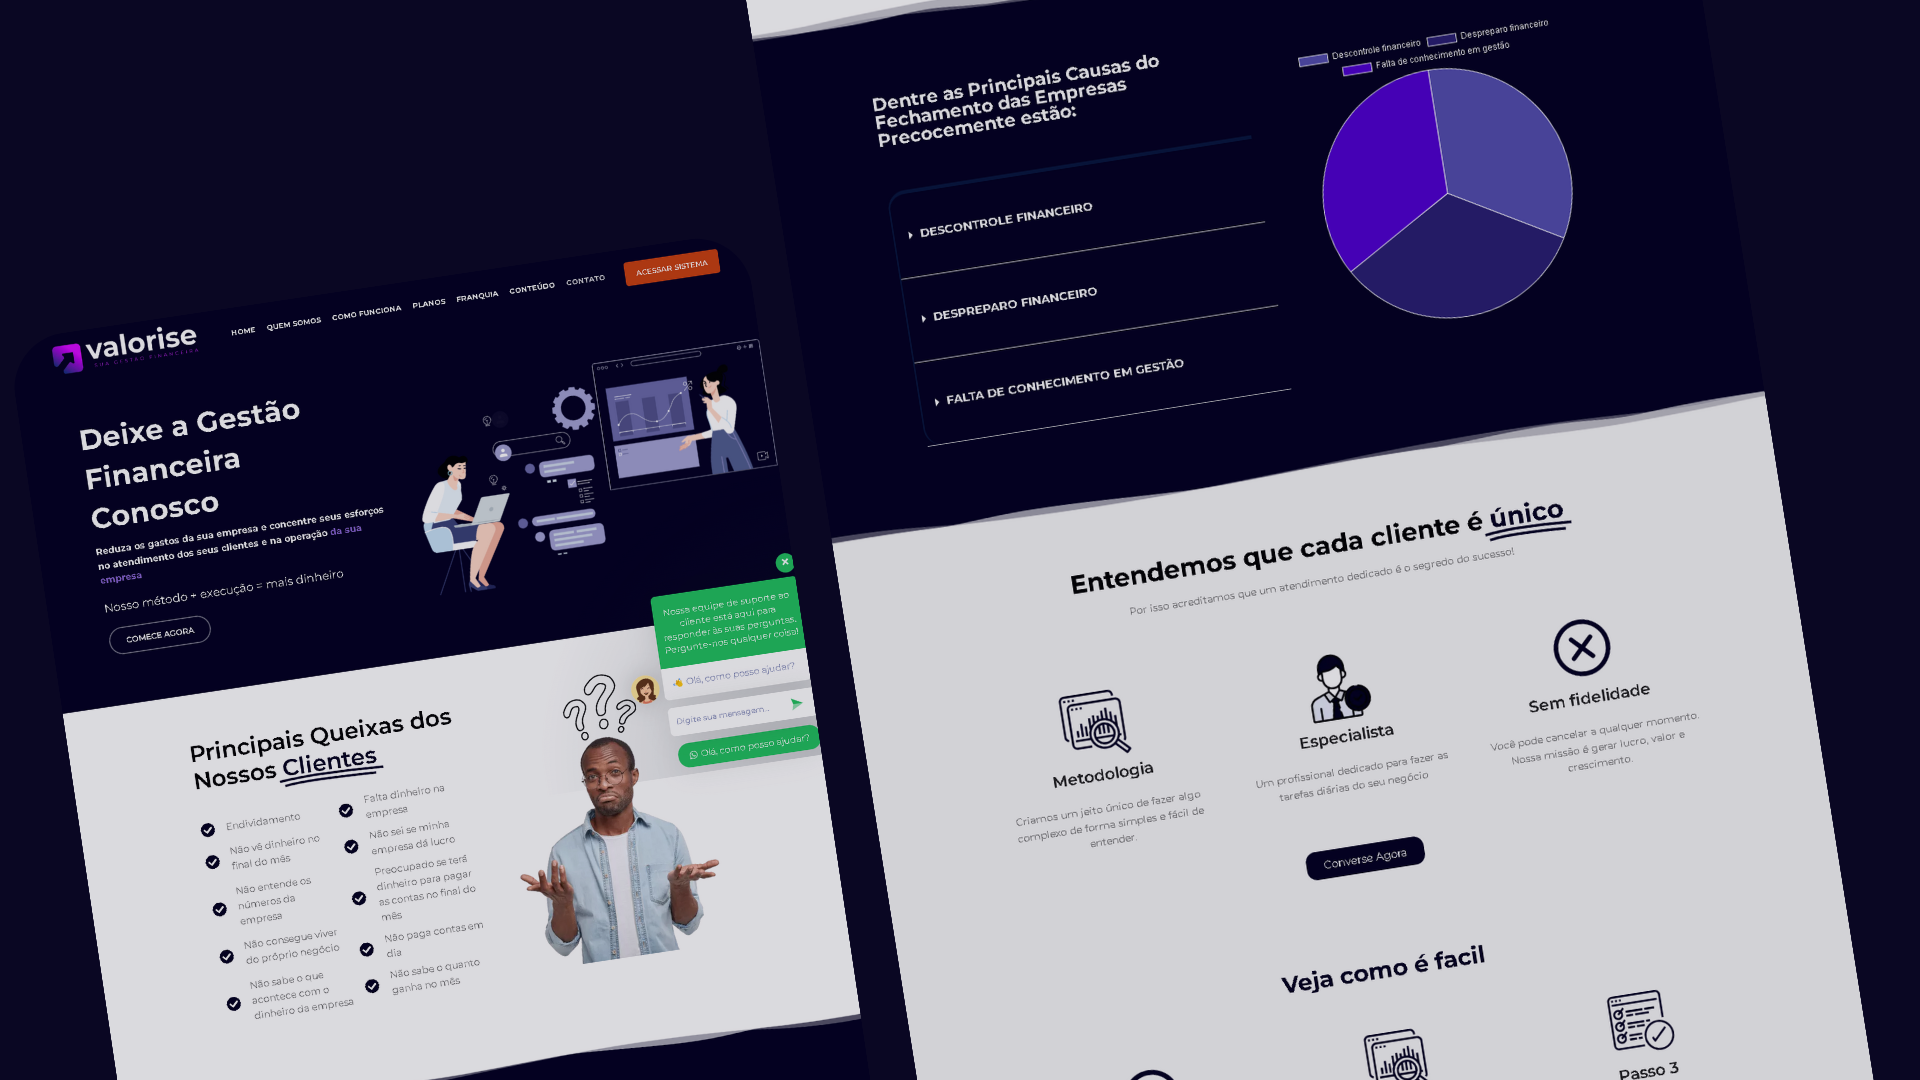 valorise
SUA GESTÃO FINANCEIRA
HOME
QUEM SOMOS
COMO FUNCIONA
PLANOS
FRANQUIA
CONTEÚDO
CONTATO
ACESSAR SISTEMA
Deixe a Gestão
Financeira
Conosco
Reduza os gastos da sua empresa e concentre seus esforços
no atendimento dos seus clientes e na operação da sua
empresa
Nosso método + execução = mais dinheiro
COMECE AGORA
Nossa equipe de suporte ao
cliente está aqui para
responder às suas perguntas.
Pergunte-nos qualquer coisa!
👋 Olá, como posso ajudar?
Digite sua mensagem...
Olá, como posso ajudar?
Principais Queixas dos
Nossos Clientes
Endividamento
Não vê dinheiro no
final do mês
Não entende os
números da
empresa
Não consegue viver
do próprio negócio
Não sabe o que
acontece com o
dinheiro da empresa
Falta dinheiro na
empresa
Não sei se minha
empresa dá lucro
Preocupado se terá
dinheiro para pagar
as contas no final do
mês
Não paga contas em
dia
Não sabe o quanto
ganha no mês
Dentre as Principais Causas do
Fechamento das Empresas
Precocemente estão:
DESCONTROLE FINANCEIRO
DESPREPARO FINANCEIRO
FALTA DE CONHECIMENTO EM GESTÃO
Descontrole financeiro
Despreparo financeiro
Falta de conhecimento em gestão
Entendemos que cada cliente é único
Por isso acreditamos que um atendimento dedicado é o segredo do sucesso!
Metodologia
Criamos um jeito único de fazer algo
complexo de forma simples e fácil de
entender.
Especialista
Um profissional dedicado para fazer as
tarefas diárias do seu negócio
Sem fidelidade
Você pode cancelar a qualquer momento.
Nossa missão é gerar lucro, valor e
crescimento.
Converse Agora
Veja como é facil
Passo 3